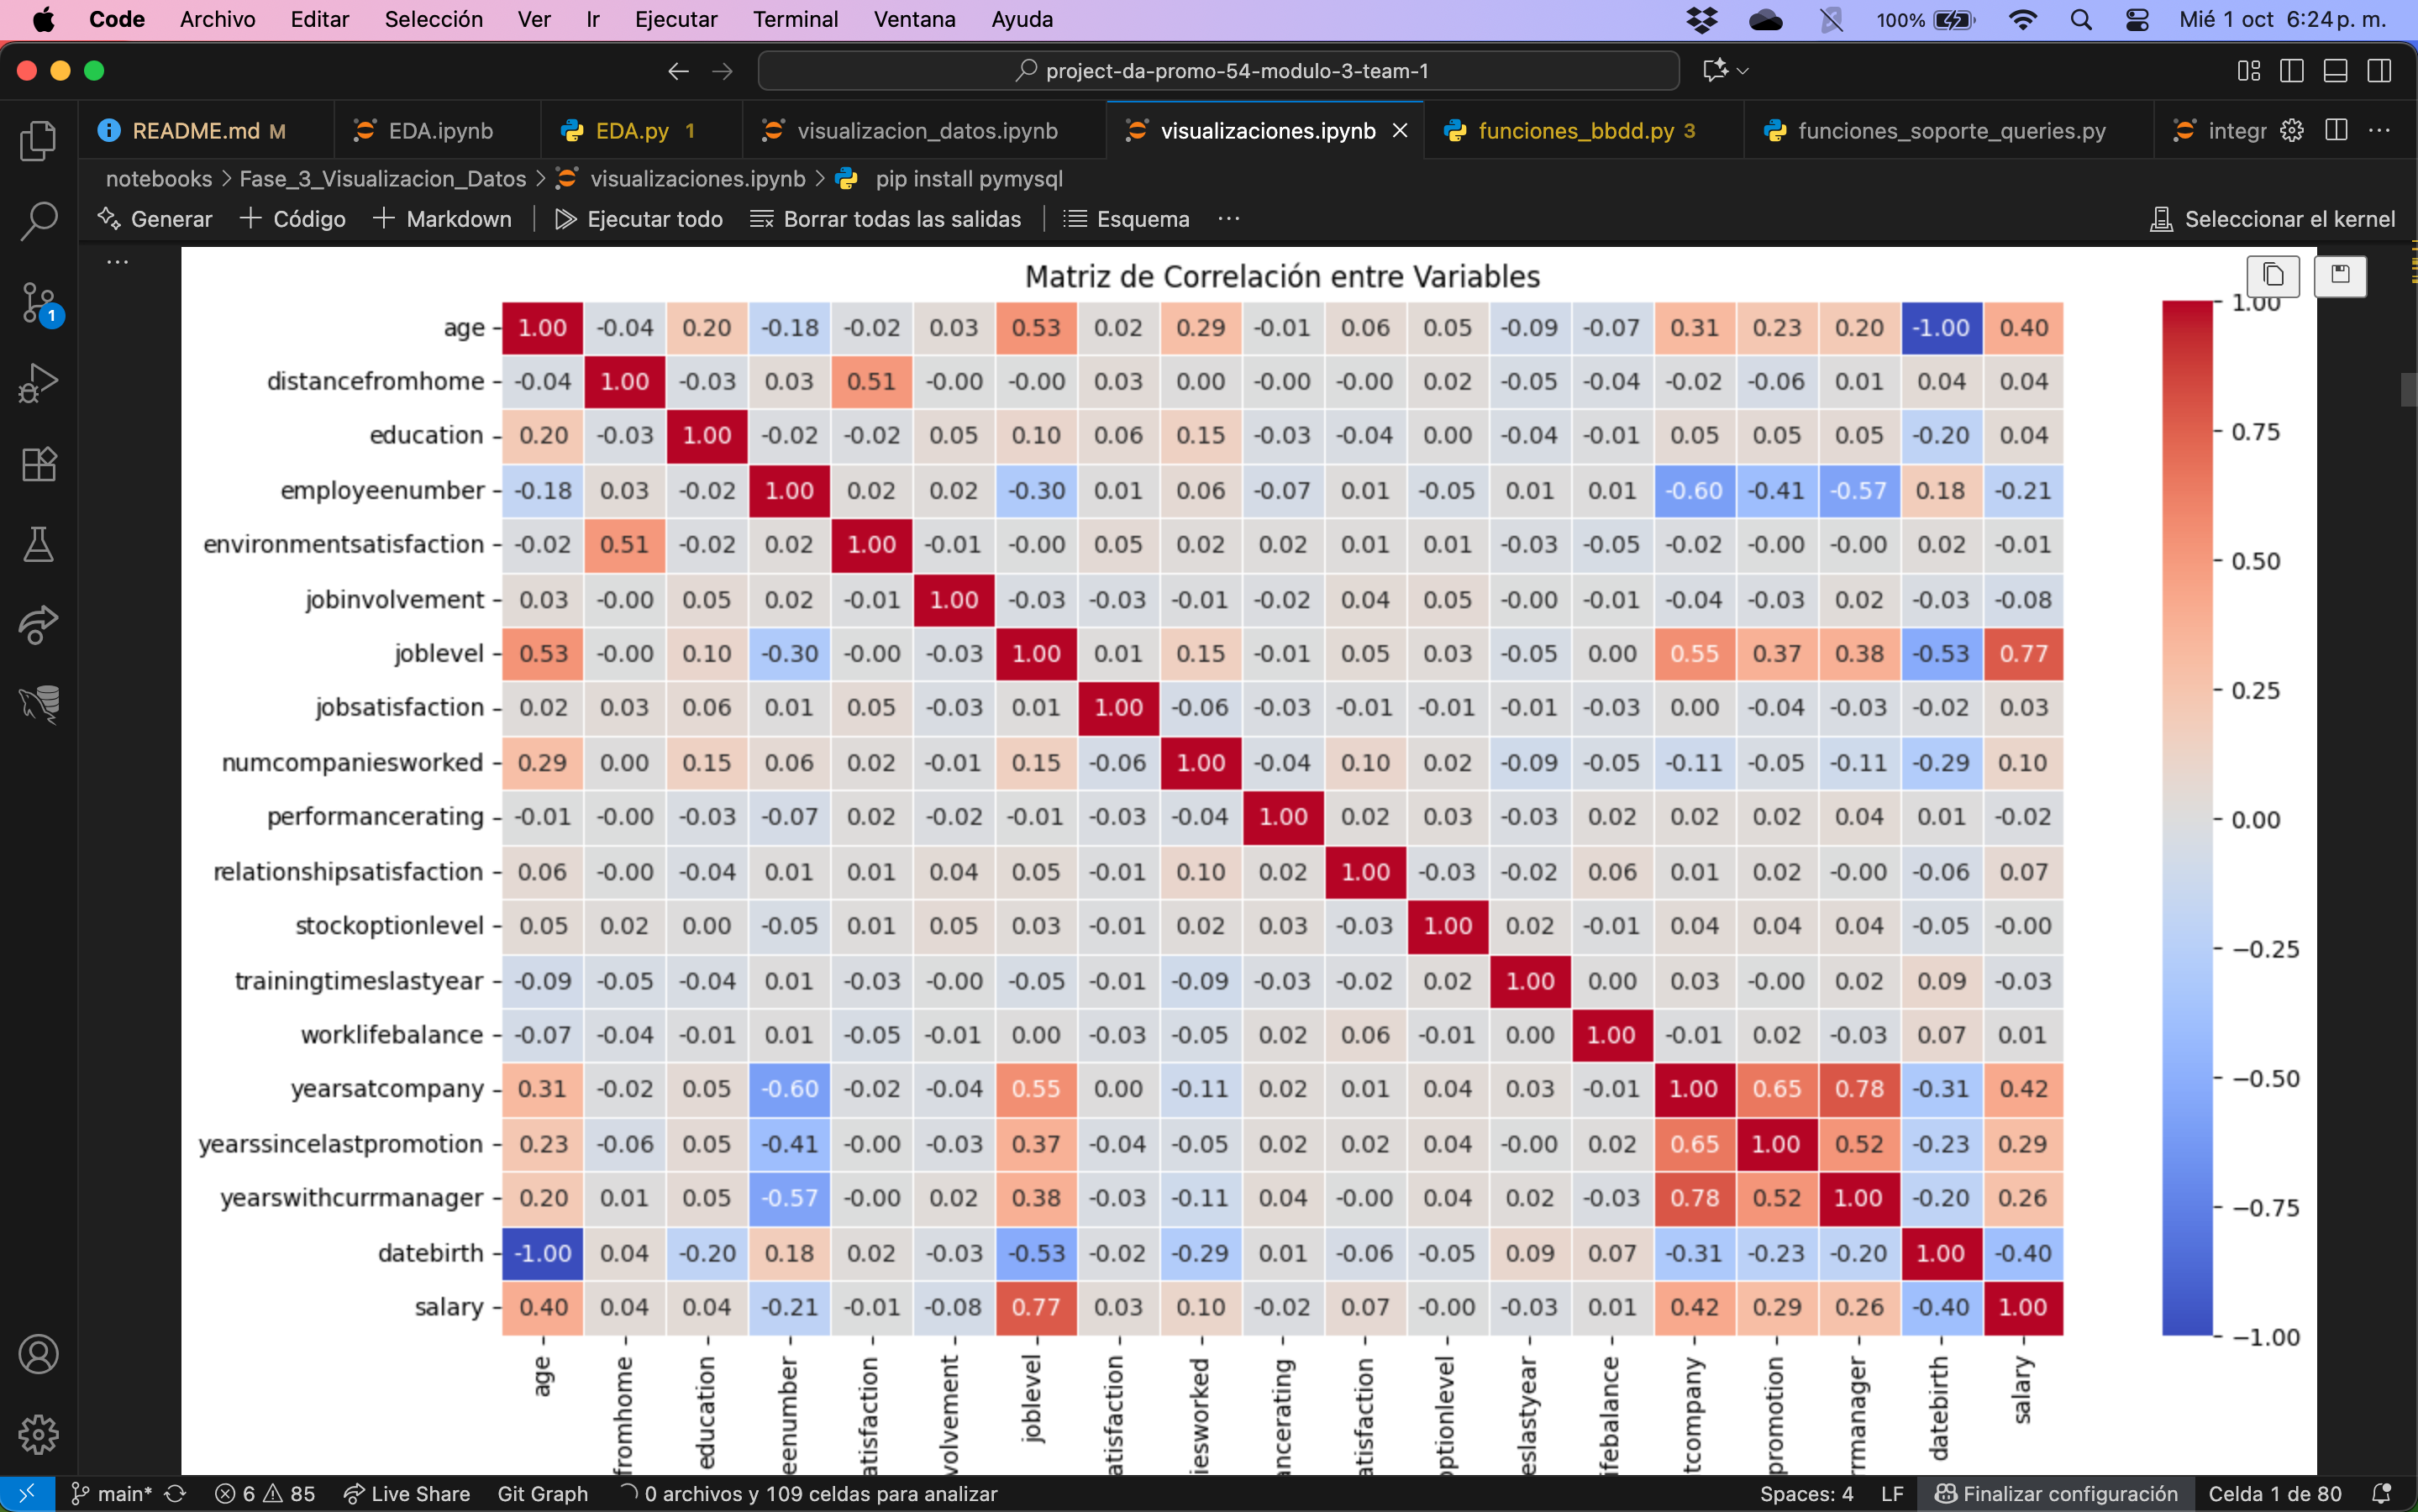 Code Archivo Editar Selección Ver Ir Ejecutar Terminal Ventana Ayuda 100% Mié 1 oct 6:24 p. m.
project-da-promo-54-modulo-3-team-1
README.md M EDA.ipynb EDA.py 1 visualizacion_datos.ipynb visualizaciones.ipynb funciones_bbdd.py 3 funciones_soporte_queries.py integr
notebooks > Fase_3_Visualizacion_Datos > visualizaciones.ipynb > pip install pymysql
Generar + Código + Markdown Ejecutar todo Borrar todas las salidas Esquema ... Seleccionar el kernel
...
Matriz de Correlación entre Variables
age 1.00 -0.04 0.20 -0.18 -0.02 0.03 0.53 0.02 0.29 -0.01 0.06 0.05 -0.09 -0.07 0.31 0.23 0.20 -1.00 0.40
distancefromhome -0.04 1.00 -0.03 0.03 0.51 -0.00 -0.00 0.03 0.00 -0.00 -0.00 0.02 -0.05 -0.04 -0.02 -0.06 0.01 0.04 0.04
education 0.20 -0.03 1.00 -0.02 -0.02 0.05 0.10 0.06 0.15 -0.03 -0.04 0.00 -0.04 -0.01 0.05 0.05 0.05 -0.20 0.04
employeenumber -0.18 0.03 -0.02 1.00 0.02 0.02 -0.30 0.01 0.06 -0.07 0.01 -0.05 0.01 0.01 -0.60 -0.41 -0.57 0.18 -0.21
environmentsatisfaction -0.02 0.51 -0.02 0.02 1.00 -0.01 -0.00 0.05 0.02 0.02 0.01 0.01 -0.03 -0.05 -0.02 -0.00 -0.00 0.02 -0.01
jobinvolvement 0.03 -0.00 0.05 0.02 -0.01 1.00 -0.03 -0.03 -0.01 -0.02 0.04 0.05 -0.00 -0.01 -0.04 -0.03 0.02 -0.03 -0.08
joblevel 0.53 -0.00 0.10 -0.30 -0.00 -0.03 1.00 0.01 0.15 -0.01 0.05 0.03 -0.05 0.00 0.55 0.37 0.38 -0.53 0.77
jobsatisfaction 0.02 0.03 0.06 0.01 0.05 -0.03 0.01 1.00 -0.06 -0.03 -0.01 -0.01 -0.01 -0.03 0.00 -0.04 -0.03 -0.02 0.03
numcompaniesworked 0.29 0.00 0.15 0.06 0.02 -0.01 0.15 -0.06 1.00 -0.04 0.10 0.02 -0.09 -0.05 -0.11 -0.05 -0.11 -0.29 0.10
performancerating -0.01 -0.00 -0.03 -0.07 0.02 -0.02 -0.01 -0.03 -0.04 1.00 0.02 0.03 -0.03 0.02 0.02 0.02 0.04 0.01 -0.02
relationshipsatisfaction 0.06 -0.00 -0.04 0.01 0.01 0.04 0.05 -0.01 0.10 0.02 1.00 -0.03 -0.02 0.06 0.01 0.02 -0.00 -0.06 0.07
stockoptionlevel 0.05 0.02 0.00 -0.05 0.01 0.05 0.03 -0.01 0.02 0.03 -0.03 1.00 0.02 -0.01 0.04 0.04 0.04 -0.05 -0.00
trainingtimeslastyear -0.09 -0.05 -0.04 0.01 -0.03 -0.00 -0.05 -0.01 -0.09 -0.03 -0.02 0.02 1.00 0.00 0.03 -0.00 0.02 0.09 -0.03
worklifebalance -0.07 -0.04 -0.01 0.01 -0.05 -0.01 0.00 -0.03 -0.05 0.02 0.06 -0.01 0.00 1.00 -0.01 0.02 -0.03 0.07 0.01
yearsatcompany 0.31 -0.02 0.05 -0.60 -0.02 -0.04 0.55 0.00 -0.11 0.02 0.01 0.04 0.03 -0.01 1.00 0.65 0.78 -0.31 0.42
yearssincelastpromotion 0.23 -0.06 0.05 -0.41 -0.00 -0.03 0.37 -0.04 -0.05 0.02 0.02 0.04 -0.00 0.02 0.65 1.00 0.52 -0.23 0.29
yearswithcurrmanager 0.20 0.01 0.05 -0.57 -0.00 0.02 0.38 -0.03 -0.11 0.04 -0.00 0.04 0.02 -0.03 0.78 0.52 1.00 -0.20 0.26
datebirth -1.00 0.04 -0.20 0.18 0.02 -0.03 -0.53 -0.02 -0.29 0.01 -0.06 -0.05 0.09 0.07 -0.31 -0.23 -0.20 1.00 -0.40
salary 0.40 0.04 0.04 -0.21 -0.01 -0.08 0.77 0.03 0.10 -0.02 0.07 -0.00 -0.03 0.01 0.42 0.29 0.26 -0.40 1.00
age fromhome education eenumber atisfaction volvement joblevel atisfaction iesworked ancerating atisfaction optionlevel eslastyear ifebalance tcompany promotion rrmanager datebirth salary
1.00
0.75
0.50
0.25
0.00
−0.25
−0.50
−0.75
−1.00
1
main* 6 85 Live Share Git Graph 0 archivos y 109 celdas para analizar Spaces: 4 LF Finalizar configuración Celda 1 de 80